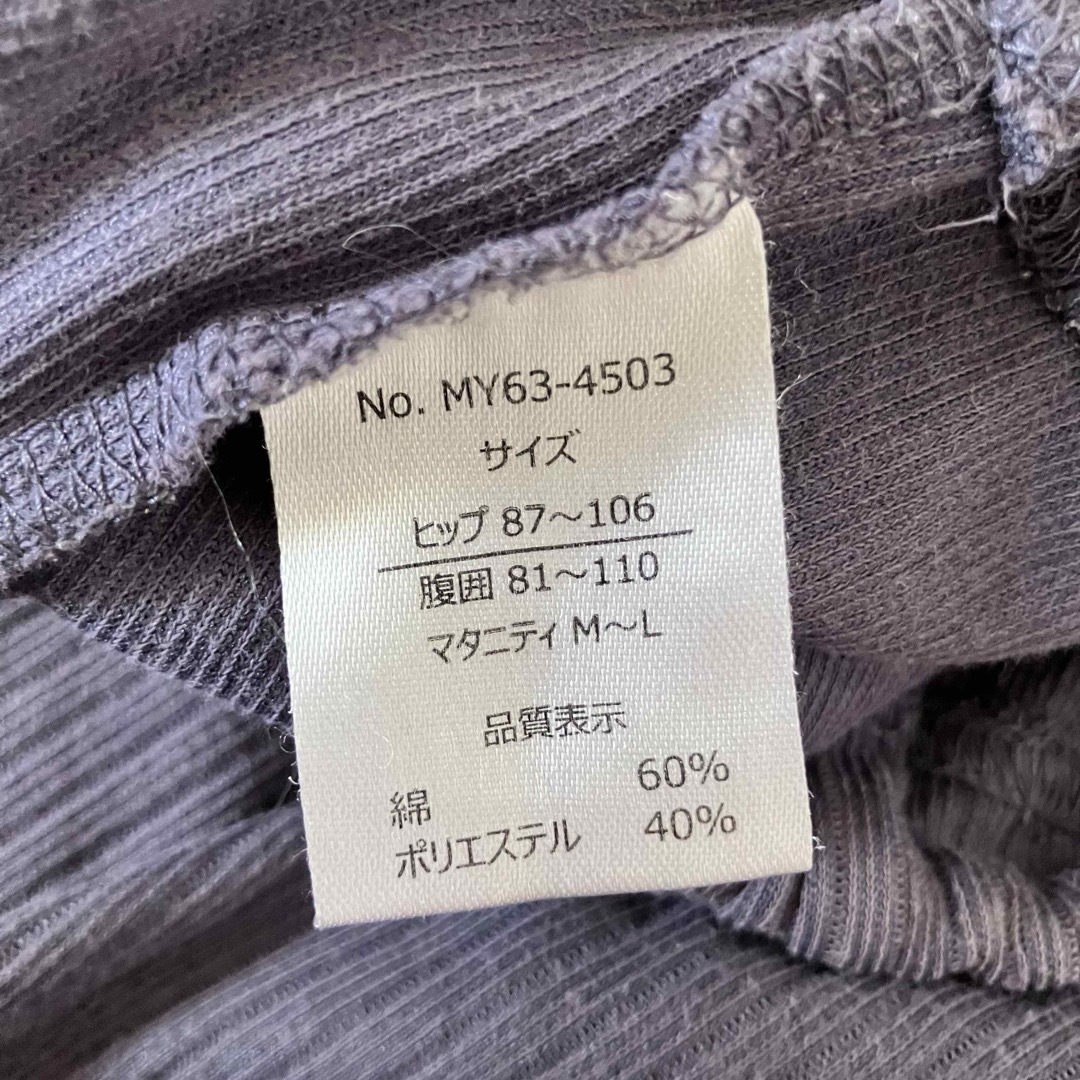 No. MY63-4503
サイズ
ヒップ 87～106
腹囲 81～110
マタニティ M～L
品質表示
綿 60%
ポリエステル 40%